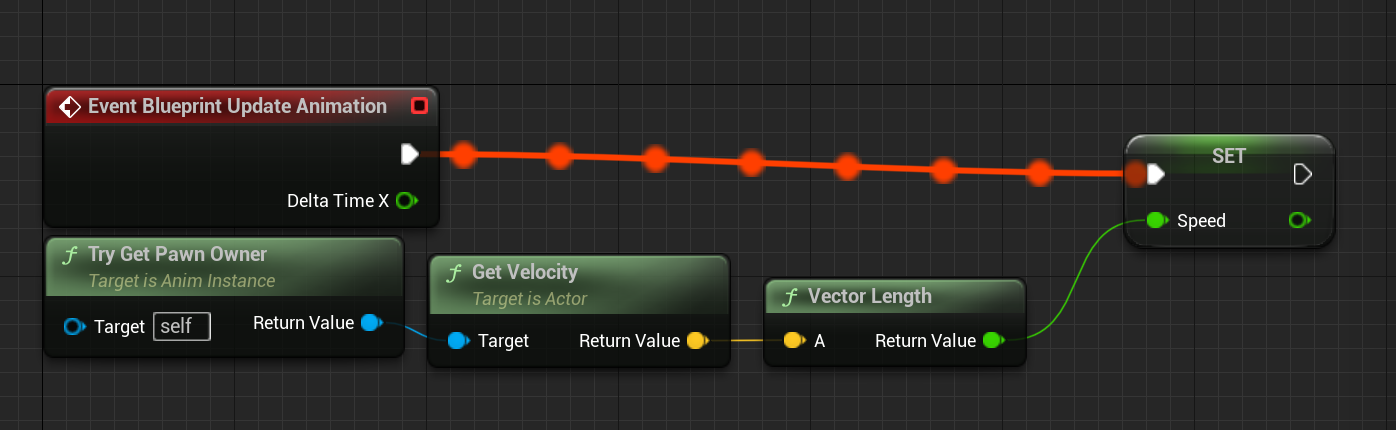 Event Blueprint Update Animation
Delta Time X
SET
Speed
Try Get Pawn Owner
Target is Anim Instance
Target self Return Value
Get Velocity
Target is Actor
Target Return Value
Vector Length
A Return Value